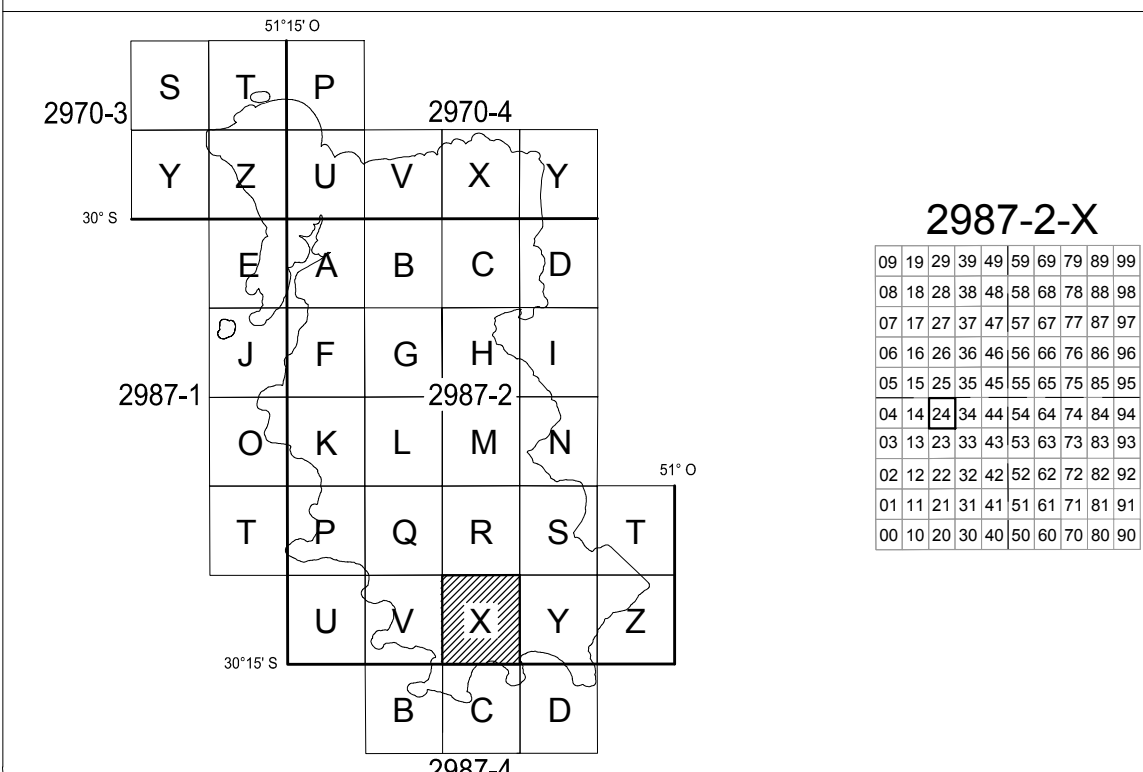 51°15' O
S T P
2970-3 2970-4
Y Z U V X Y
30° S
E A B C D
J F G H I
2987-1 2987-2
O K L M N
51° O
T P Q R S T
U V X Y Z
30°15' S
B C D
2987-4
2987-2-X
09 19 29 39 49 59 69 79 89 99
08 18 28 38 48 58 68 78 88 98
07 17 27 37 47 57 67 77 87 97
06 16 26 36 46 56 66 76 86 96
05 15 25 35 45 55 65 75 85 95
04 14 24 34 44 54 64 74 84 94
03 13 23 33 43 53 63 73 83 93
02 12 22 32 42 52 62 72 82 92
01 11 21 31 41 51 61 71 81 91
00 10 20 30 40 50 60 70 80 90